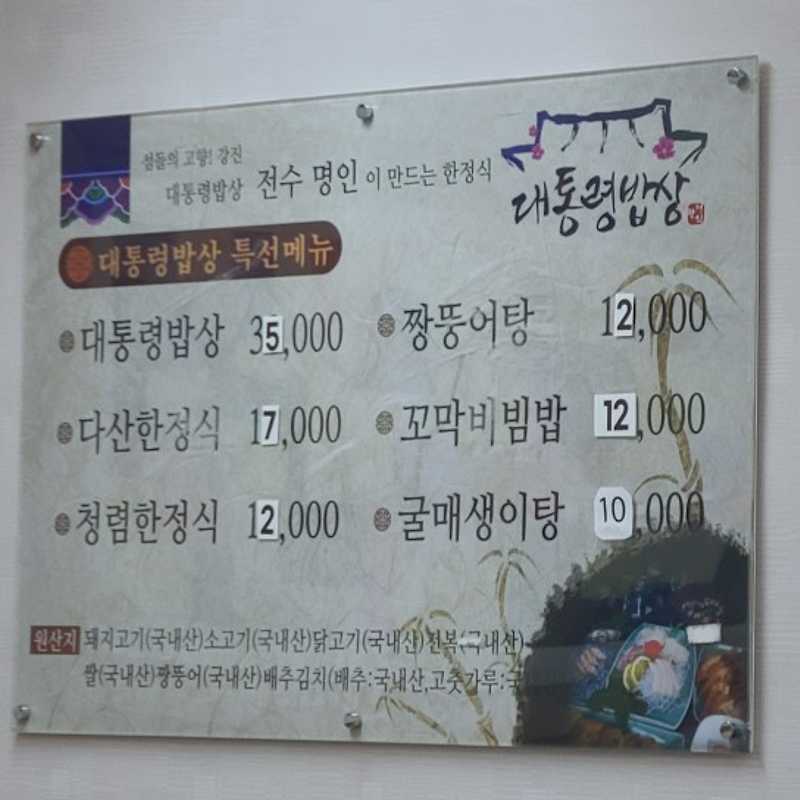 섬들의 고향! 강진
대통령밥상 전수 명인이 만드는 한정식
대통령밥상
대통령밥상 특선메뉴
대통령밥상 35,000
짱뚱어탕 12,000
다산한정식 17,000
꼬막비빔밥 12,000
청렴한정식 12,000
굴매생이탕 10,000
원산지 돼지고기(국내산)소고기(국내산)닭고기(국내산)전복(국내산)
쌀(국내산)짱뚱어(국내산)배추김치(배추:국내산,고춧가루:국